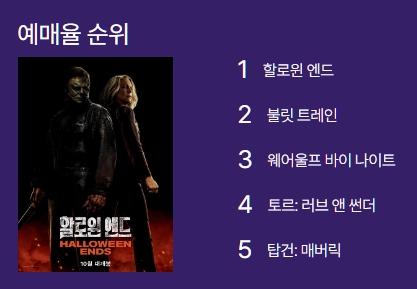 예매율 순위
할로윈 엔드
HALLOWEEN
ENDS
10월 대개봉
1 할로윈 엔드
2 불릿 트레인
3 웨어울프 바이 나이트
4 토르: 러브 앤 썬더
5 탑건: 매버릭